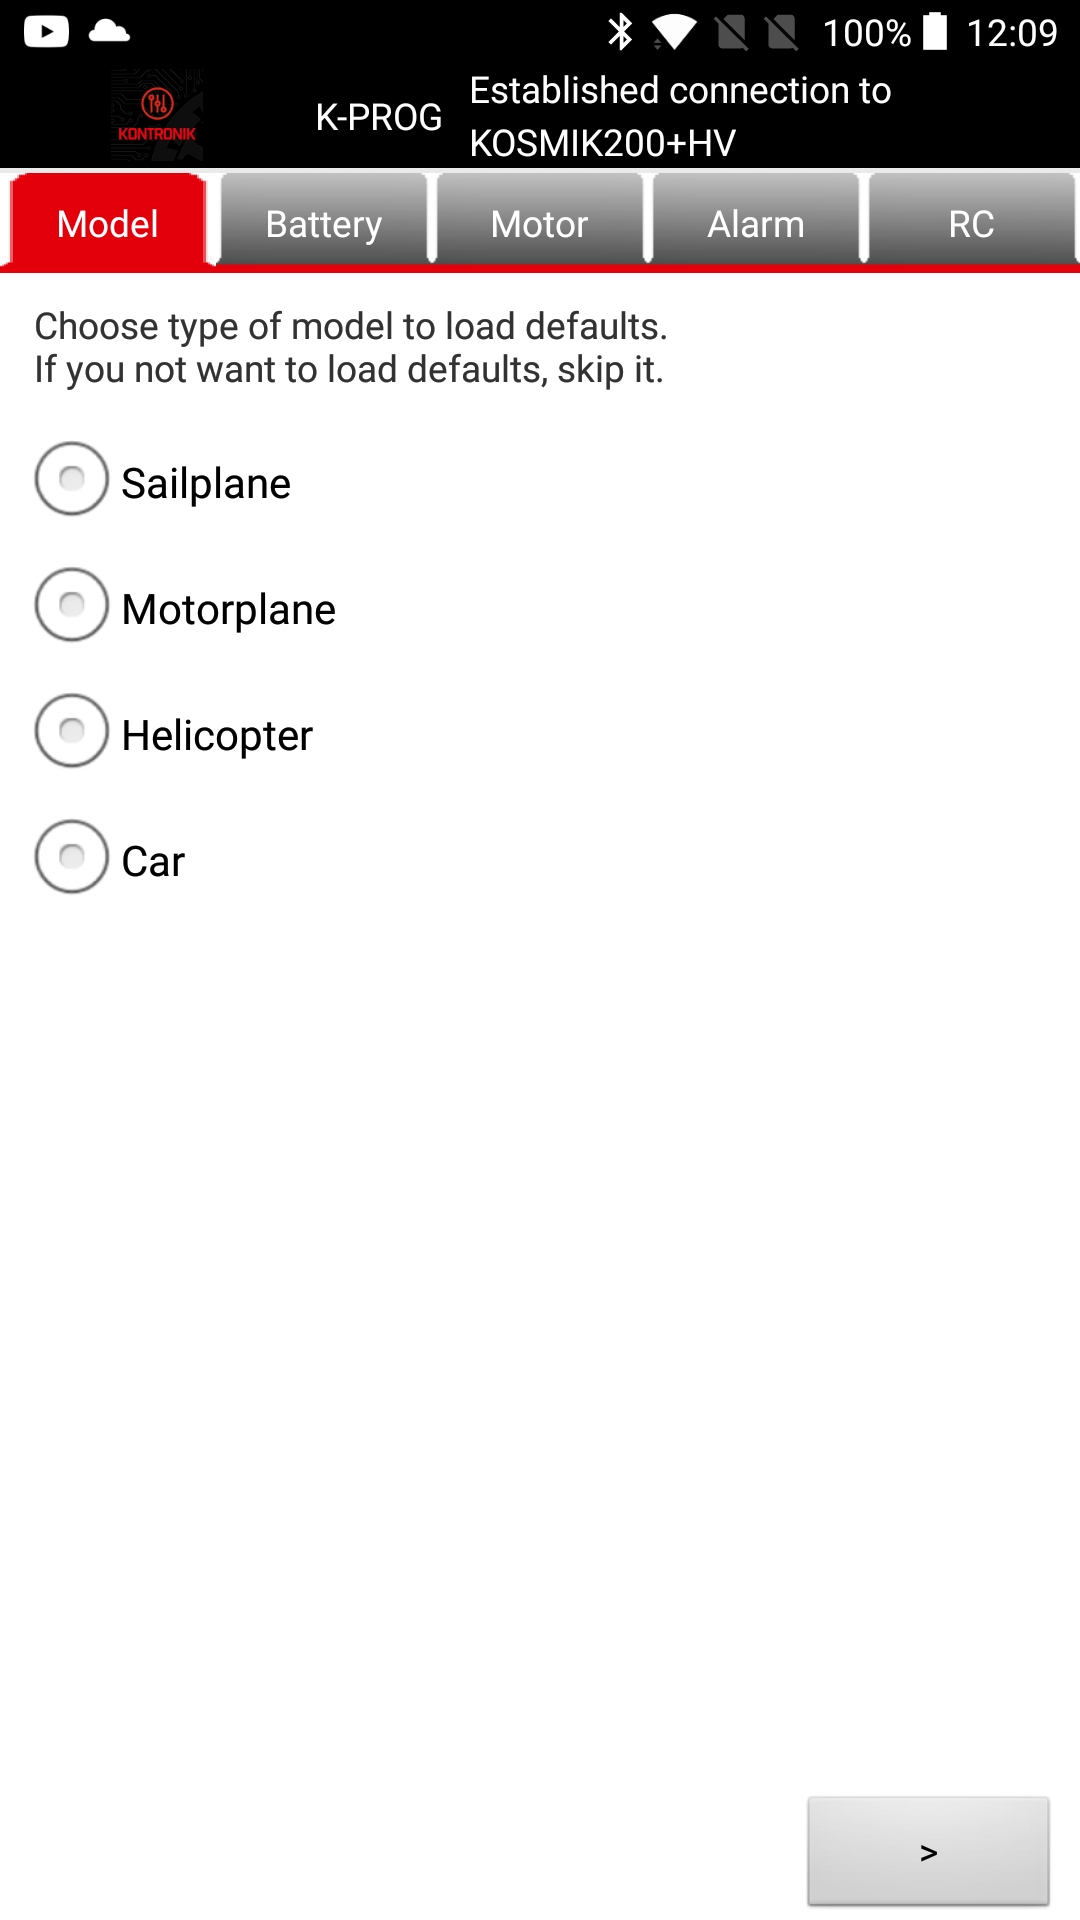 100% 12:09
KONTRONIK
K-PROG
Established connection to
KOSMIK200+HV
Model Battery Motor Alarm RC
Choose type of model to load defaults.
If you not want to load defaults, skip it.
Sailplane
Motorplane
Helicopter
Car
>